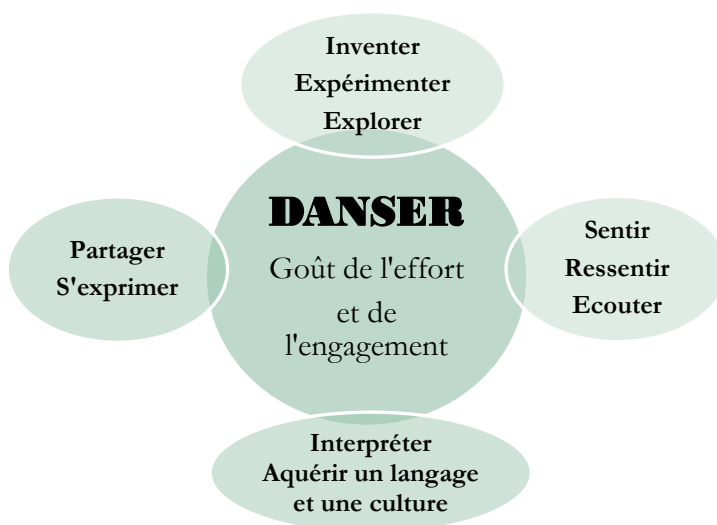 Inventer
Expérimenter
Explorer
DANSER
Goût de l'effort
et de
l'engagement
Partager
S'exprimer
Sentir
Ressentir
Ecouter
Interpréter
Aquérir un langage
et une culture